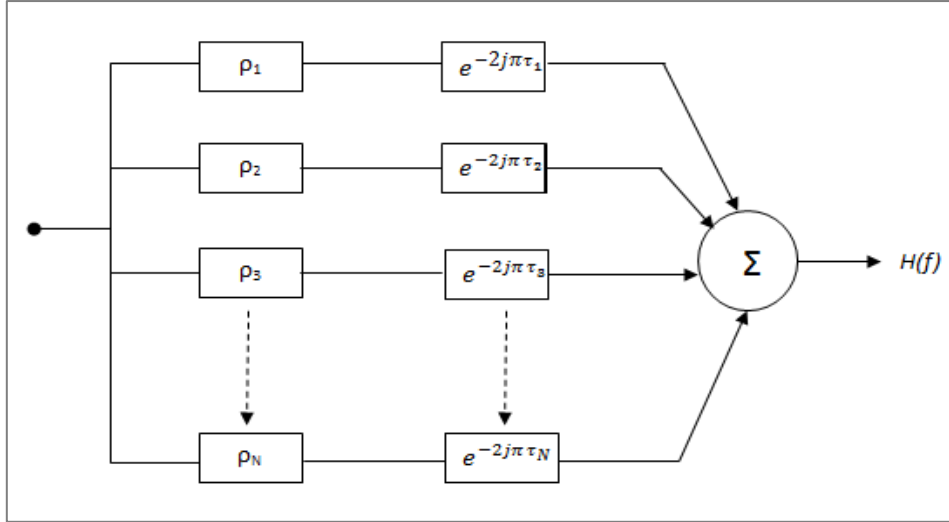 ρ₁ e^{-2jπτ₁}
ρ₂ e^{-2jπτ₂}
ρ₃ e^{-2jπτ₃}
Σ H(f)
ρ_N e^{-2jπτ_N}